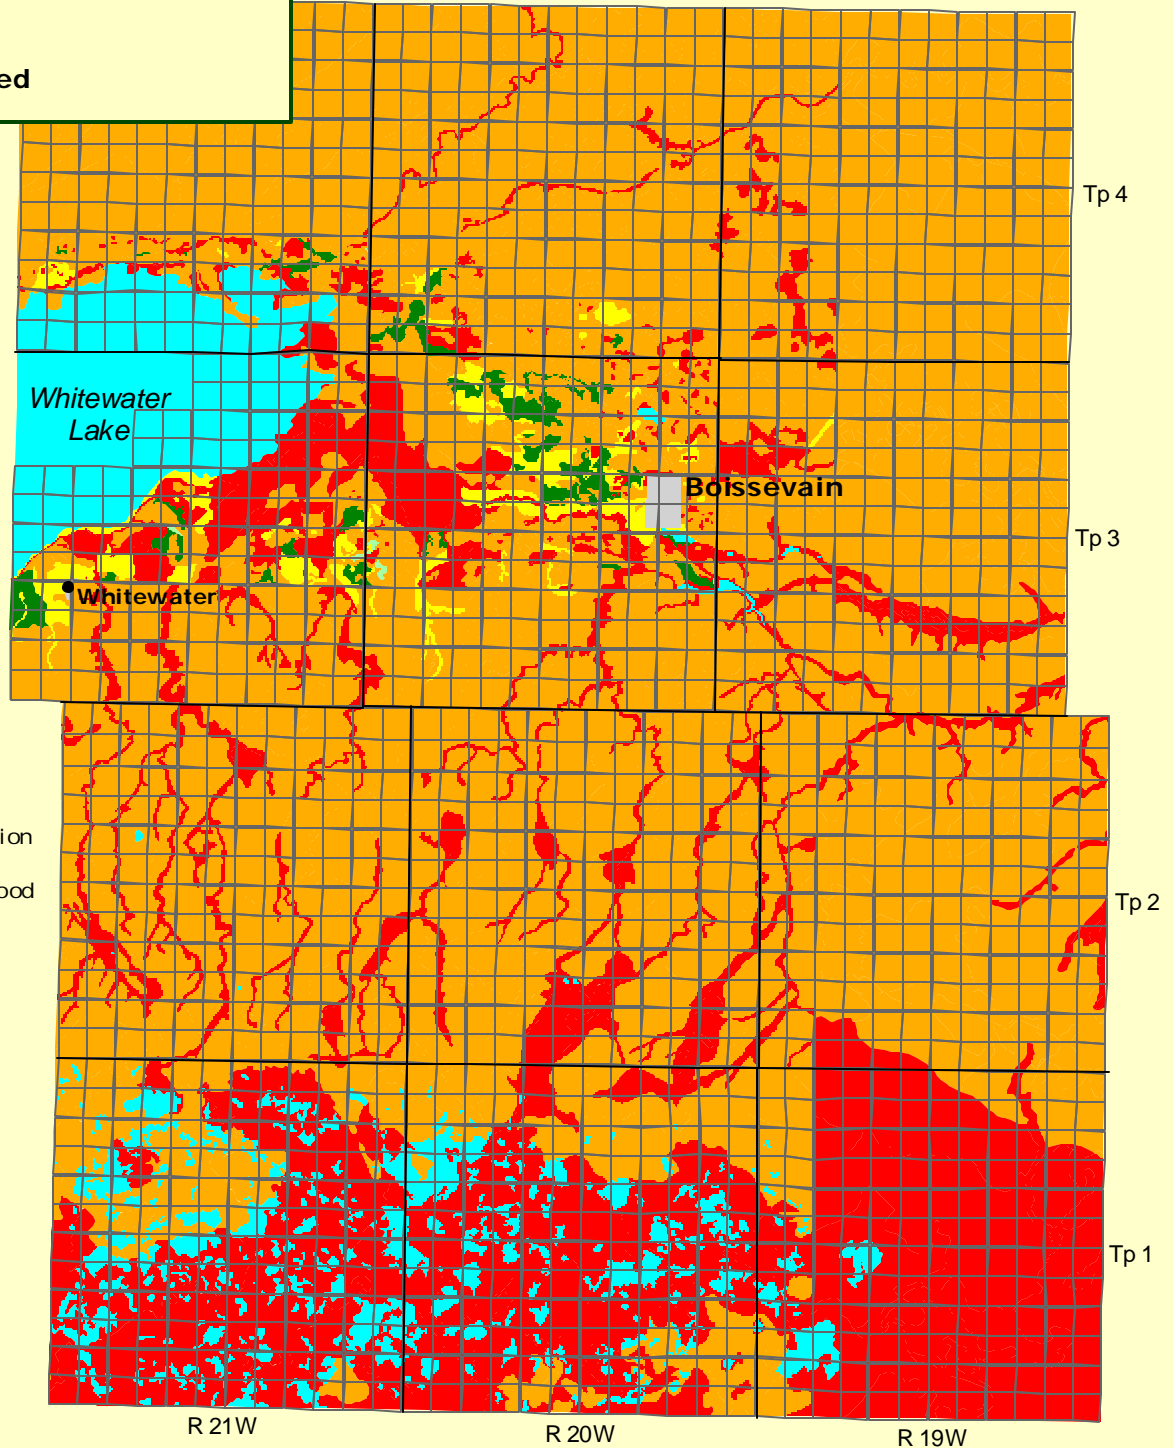 ed
Tp 4
Whitewater
Lake
Boissevain
Tp 3
Whitewater
ion
ood
Tp 2
Tp 1
R 21W
R 20W
R 19W